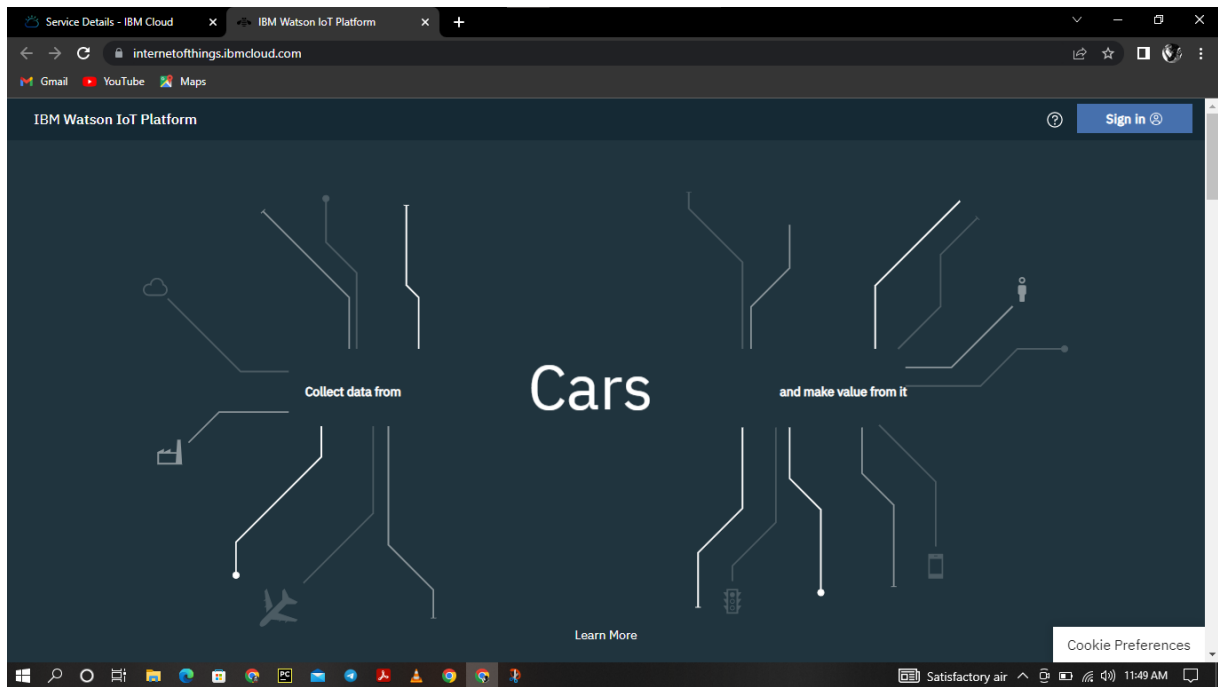 Service Details - IBM Cloud
IBM Watson IoT Platform
internetofthings.ibmcloud.com
Gmail
YouTube
Maps
IBM Watson IoT Platform
Sign in
Collect data from
Cars
and make value from it
Learn More
Cookie Preferences
PC
Satisfactory air
11:49 AM